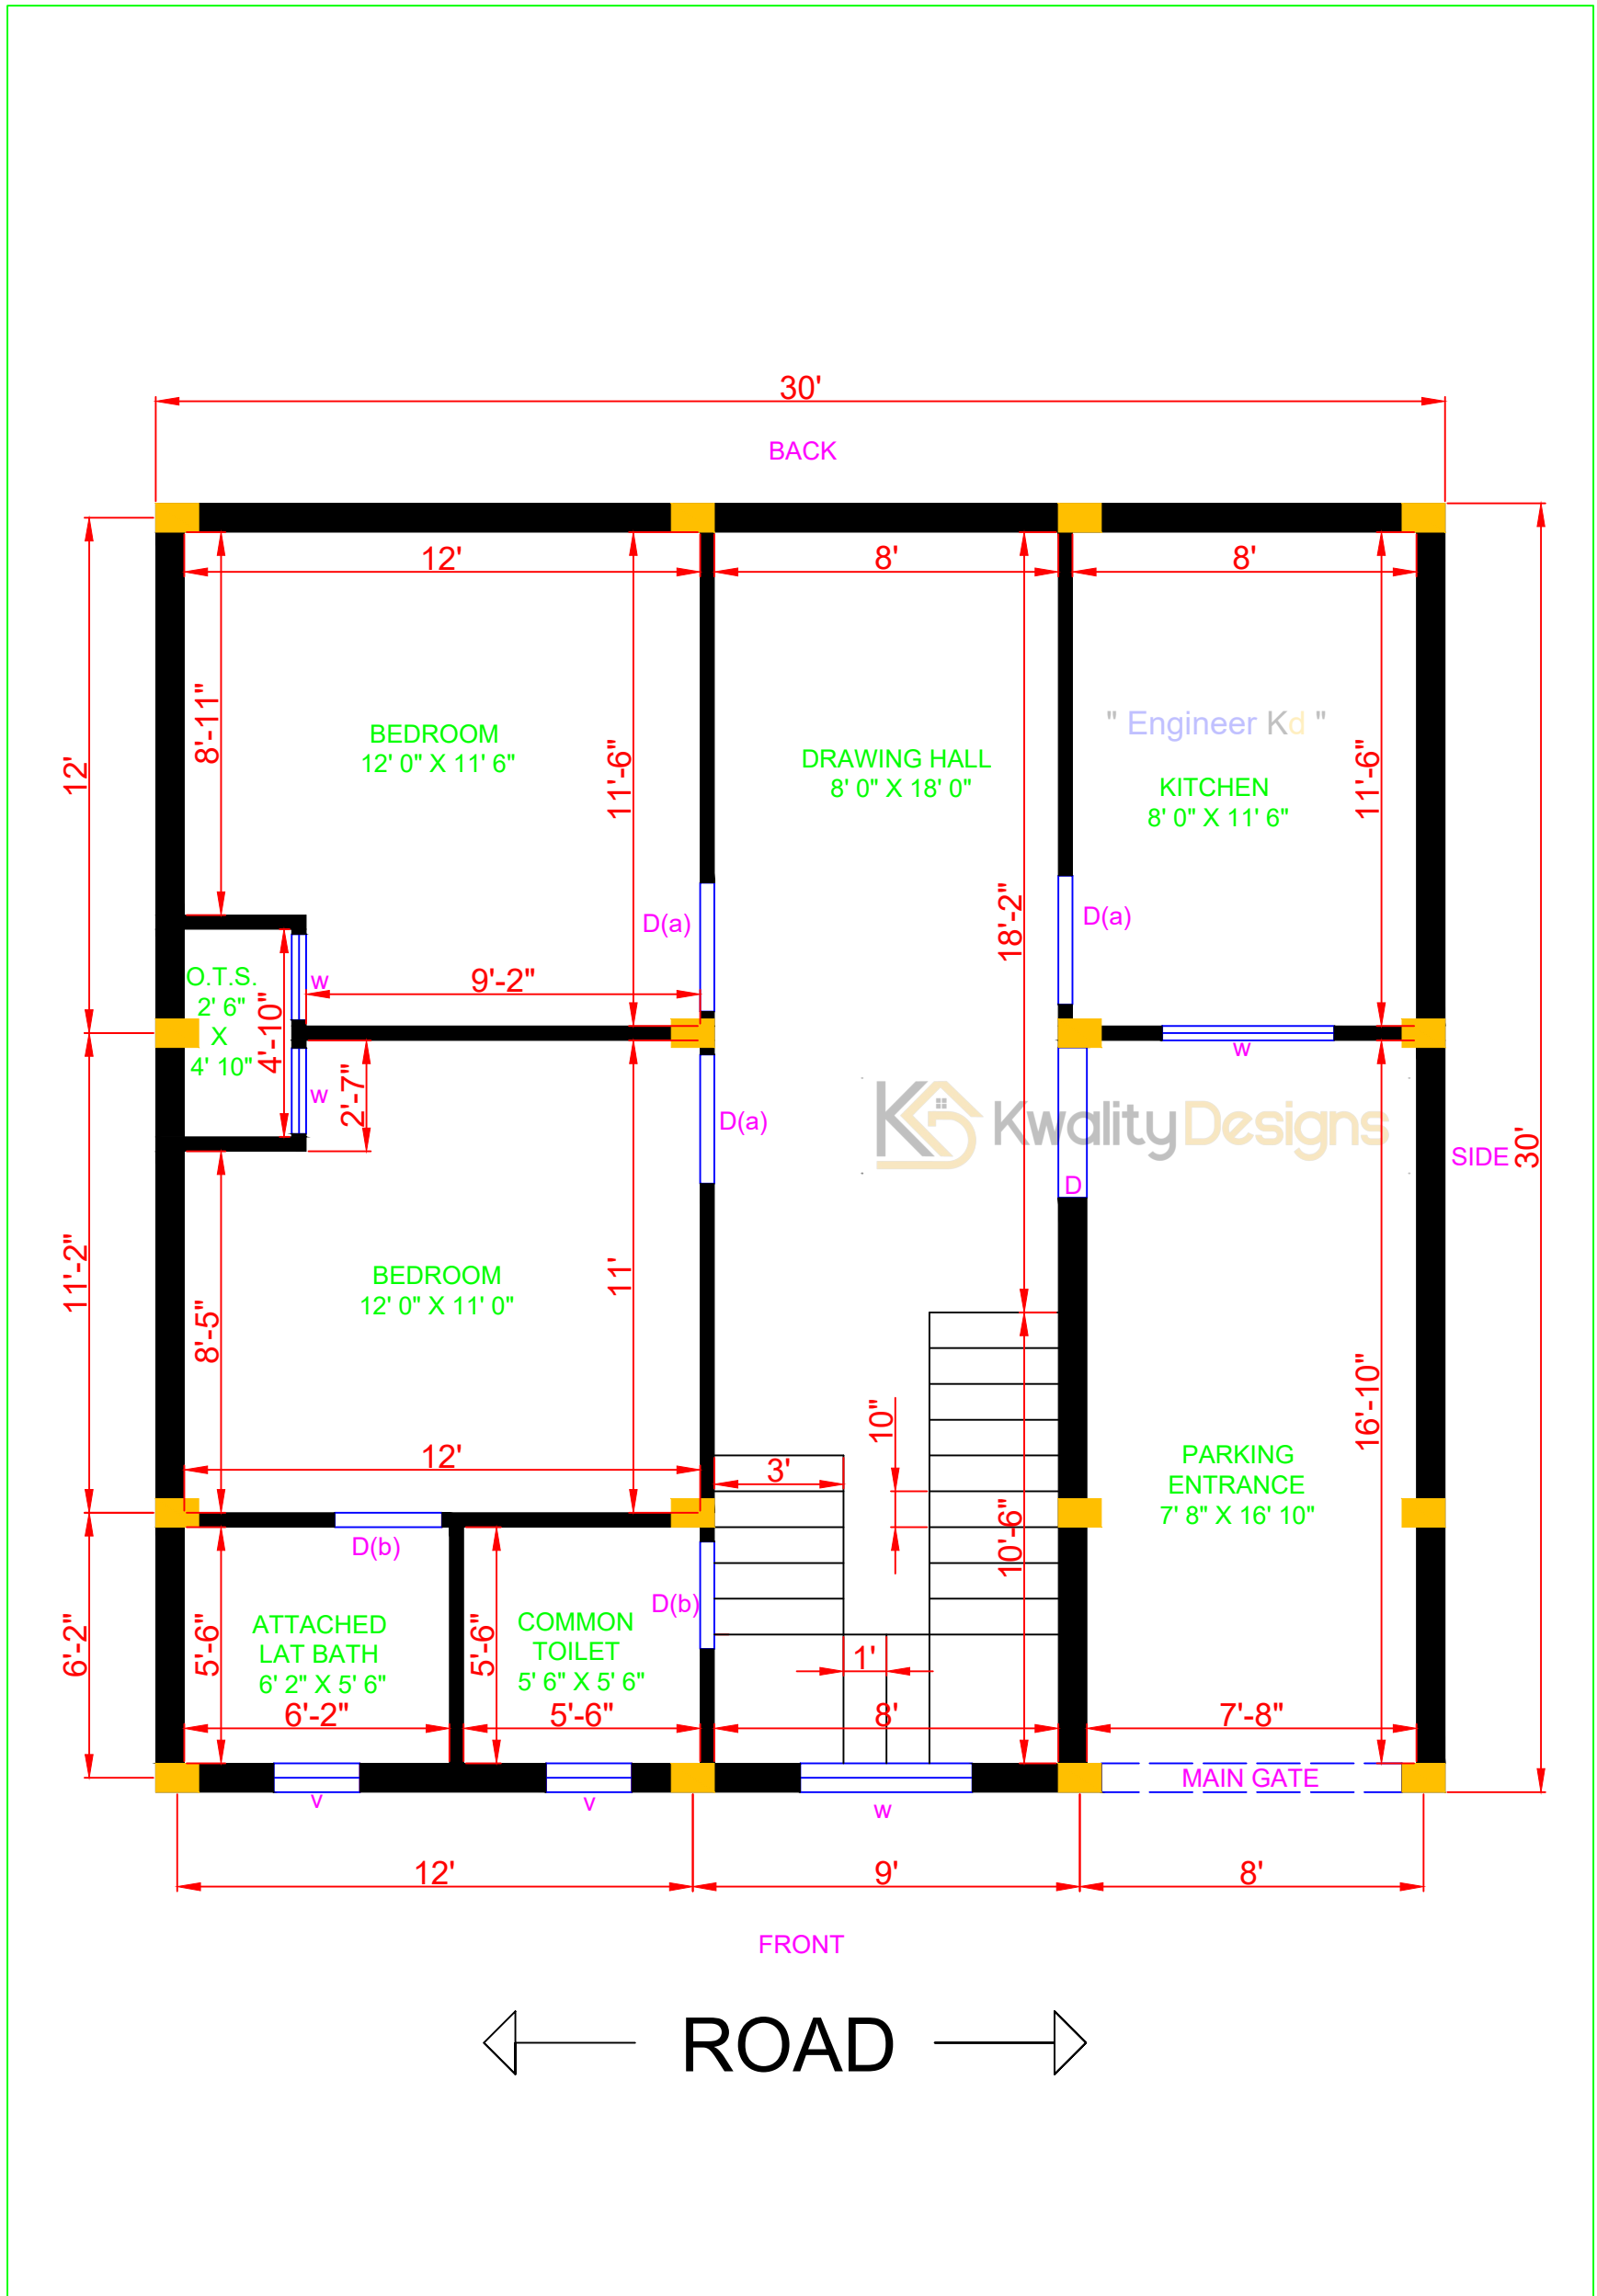 30'
BACK
12'
8'
8'
8'-11"
12'
BEDROOM
12' 0" X 11' 6"
11'-6"
DRAWING HALL
8' 0" X 18' 0"
" Engineer Kd "
KITCHEN
8' 0" X 11' 6"
11'-6"
18'-2"
D(a)
D(a)
O.T.S.
2' 6"
X
4' 10"
4'-10"
w
9'-2"
w
w
2'-7"
D(a)
KwalityDesigns
D
SIDE
30'
11'-2"
BEDROOM
12' 0" X 11' 0"
11'
8'-5"
12'
3'
10"
10'-6"
16'-10"
PARKING
ENTRANCE
7' 8" X 16' 10"
D(b)
D(b)
6'-2"
5'-6"
ATTACHED
LAT BATH
6' 2" X 5' 6"
6'-2"
5'-6"
COMMON
TOILET
5' 6" X 5' 6"
5'-6"
1'
8'
7'-8"
MAIN GATE
v
v
w
12'
9'
8'
FRONT
ROAD